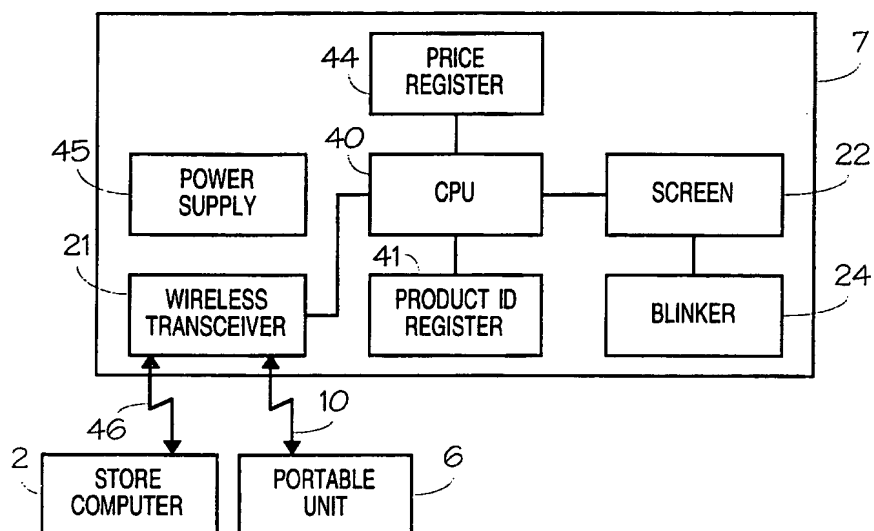 44
PRICE
REGISTER
7
45
POWER
SUPPLY
40
CPU
SCREEN
22
21
WIRELESS
TRANSCEIVER
41
PRODUCT ID
REGISTER
BLINKER
24
46
10
2
STORE
COMPUTER
PORTABLE
UNIT
6